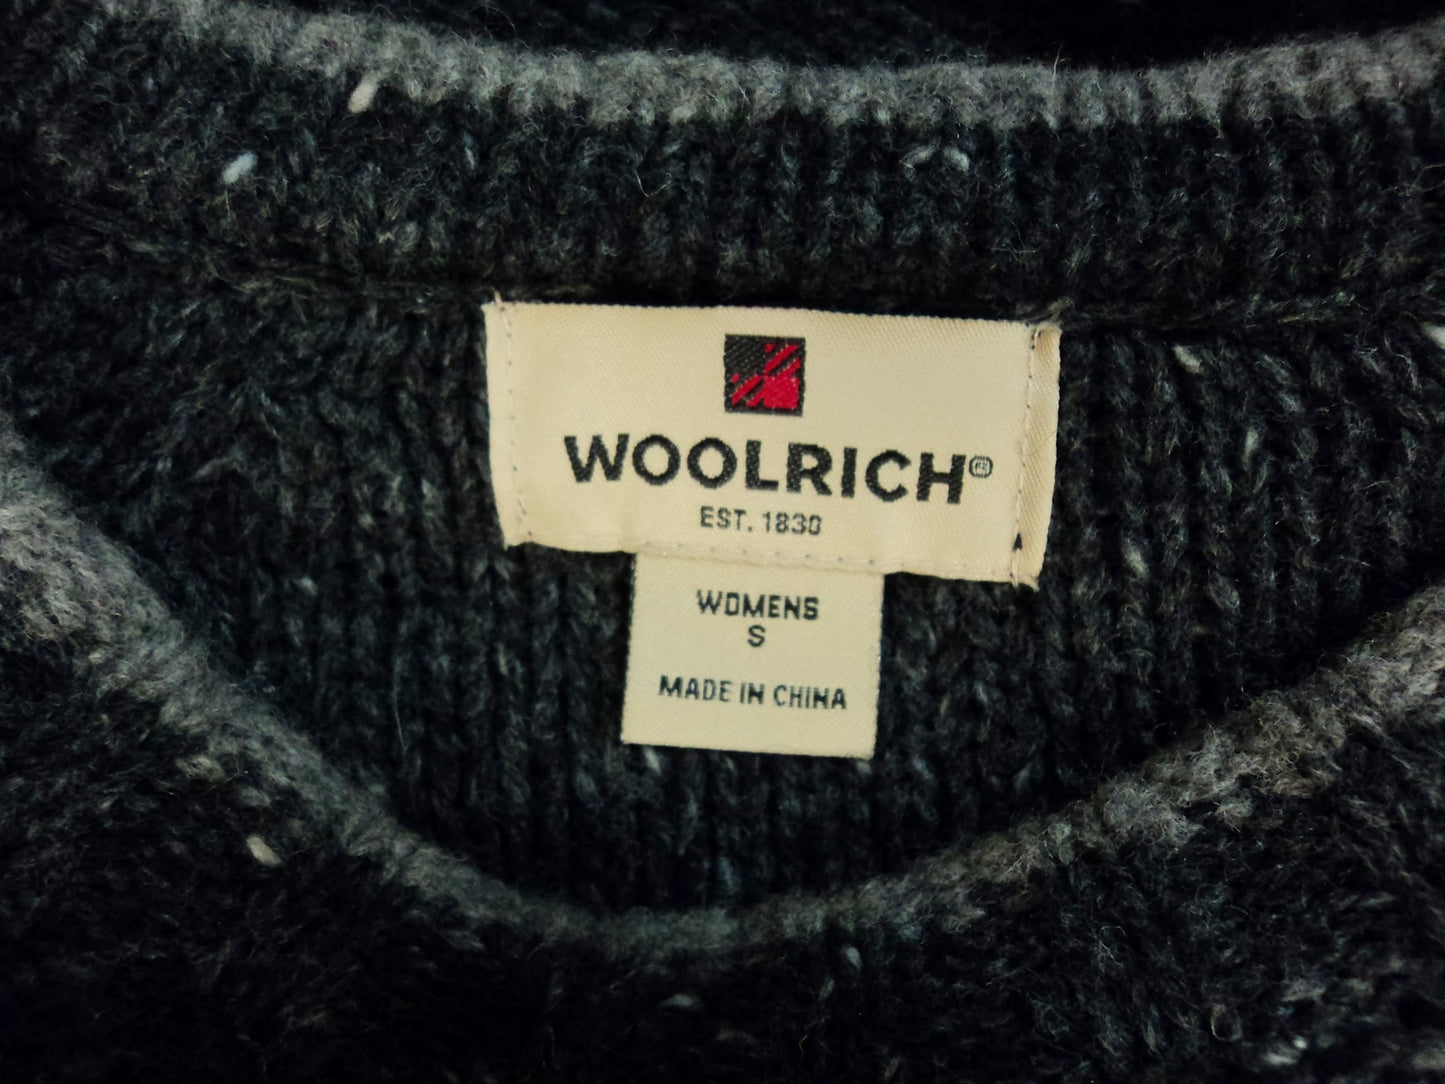 WOOLRICH®
EST. 1830
WOMENS
S
MADE IN CHINA